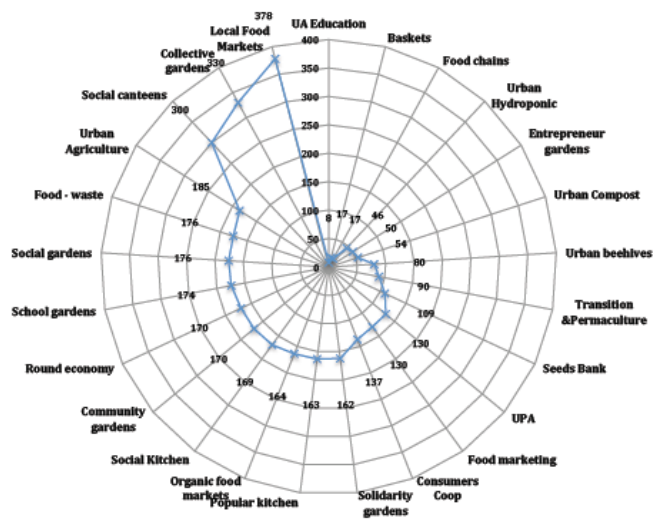 378
Local Food
Markets
UA Education
Baskets
Food chains
Urban
Hydroponic
Entrepreneur
gardens
Urban Compost
Urban beehives
Transition
&Permaculture
Seeds Bank
UPA
Food marketing
Consumers
Coop
Solidarity
gardens
Popular kitchen
Organic food
markets
Social Kitchen
Community
gardens
Round economy
School gardens
Social gardens
Food - waste
Urban
Agriculture
Social canteens
Collective
gardens
330
300
185
176
176
174
170
170
169
164
163
162
137
130
130
109
90
80
54
50
46
17
17
8
400
350
300
250
200
150
100
50
0